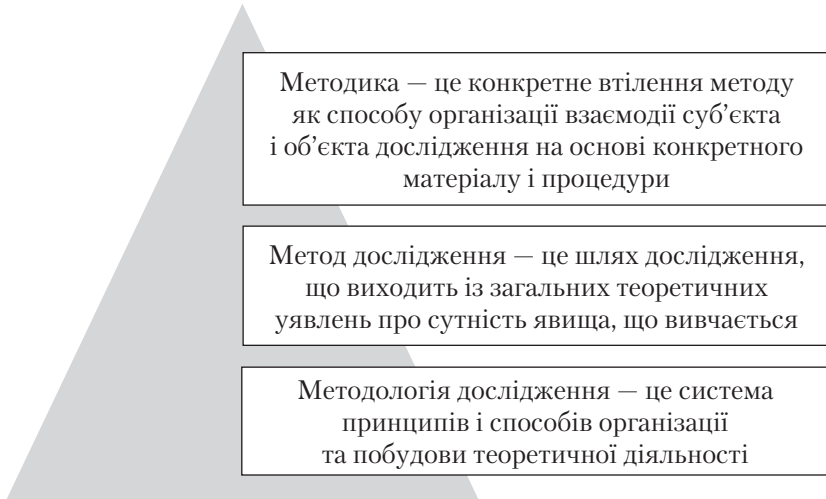 Методика — це конкретне втілення методу
як способу організації взаємодії суб’єкта
і об’єкта дослідження на основі конкретного
матеріалу і процедури
Метод дослідження — це шлях дослідження,
що виходить із загальних теоретичних
уявлень про сутність явища, що вивчається
Методологія дослідження — це система
принципів і способів організації
та побудови теоретичної діяльності